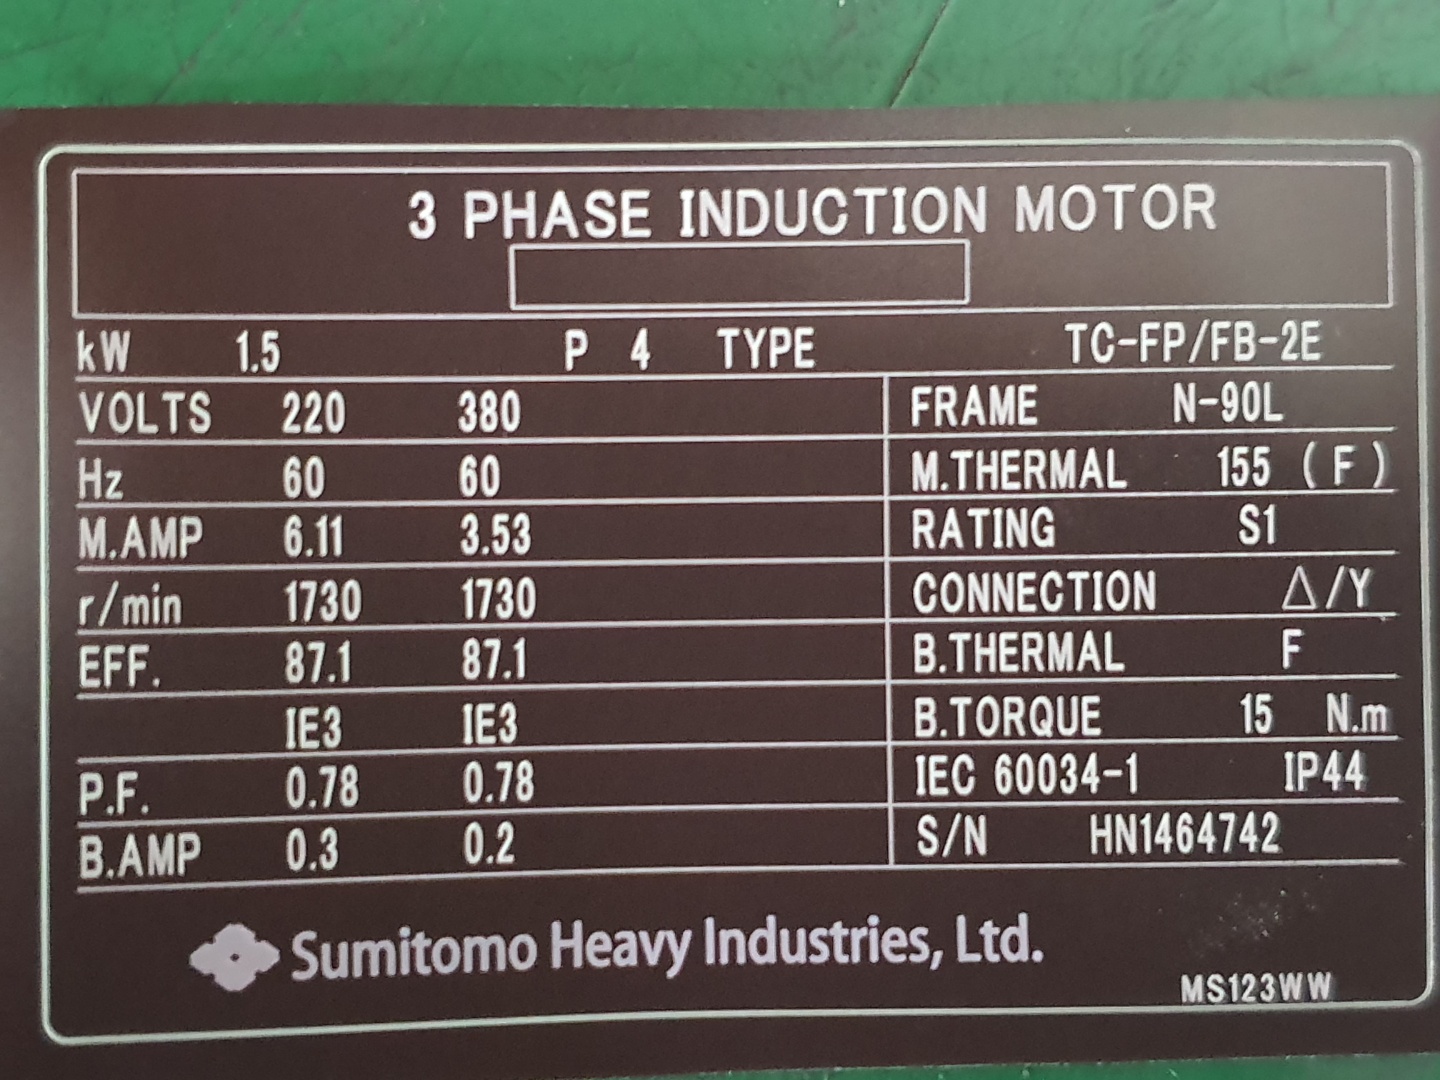 3 PHASE INDUCTION MOTOR
kW 1.5 P 4 TYPE TC-FP/FB-2E
VOLTS 220 380 FRAME N-90L
Hz 60 60 M.THERMAL 155 (F)
M.AMP 6.11 3.53 RATING S1
r/min 1730 1730 CONNECTION △/Y
EFF. 87.1 87.1 B.THERMAL F
IE3 IE3 B.TORQUE 15 N.m
P.F. 0.78 0.78 IEC 60034-1 IP44
B.AMP 0.3 0.2 S/N HN1464742
Sumitomo Heavy Industries, Ltd.
MS123WW